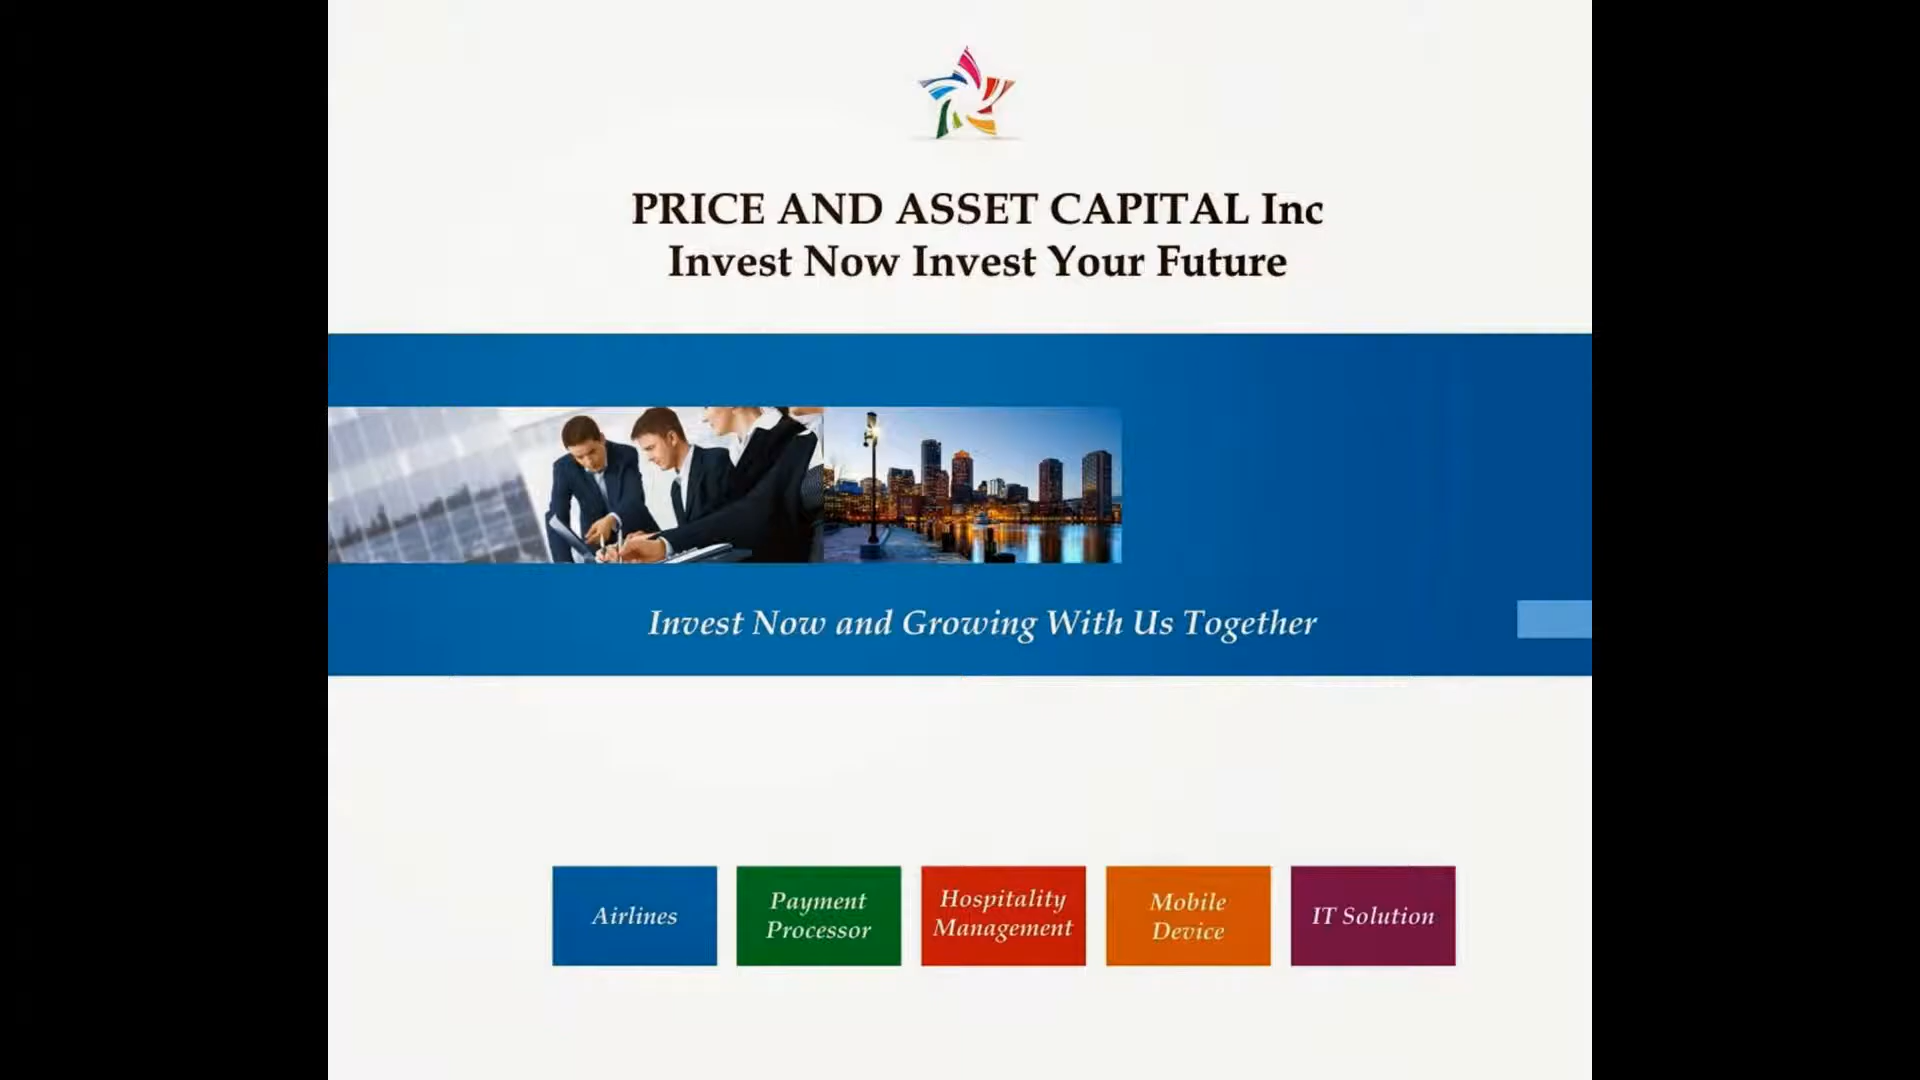 PRICE AND ASSET CAPITAL Inc
Invest Now Invest Your Future
Invest Now and Growing With Us Together
Airlines
Payment
Processor
Hospitality
Management
Mobile
Device
IT Solution